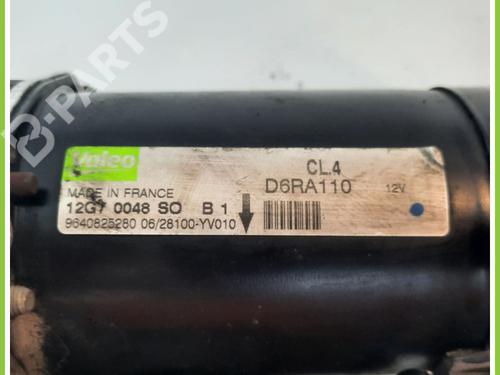 B-PARTS
Valeo
CL.4
MADE IN FRANCE
D6RA110 12V
12G7 0048 SO B 1
9640825280 06/28100-YV010